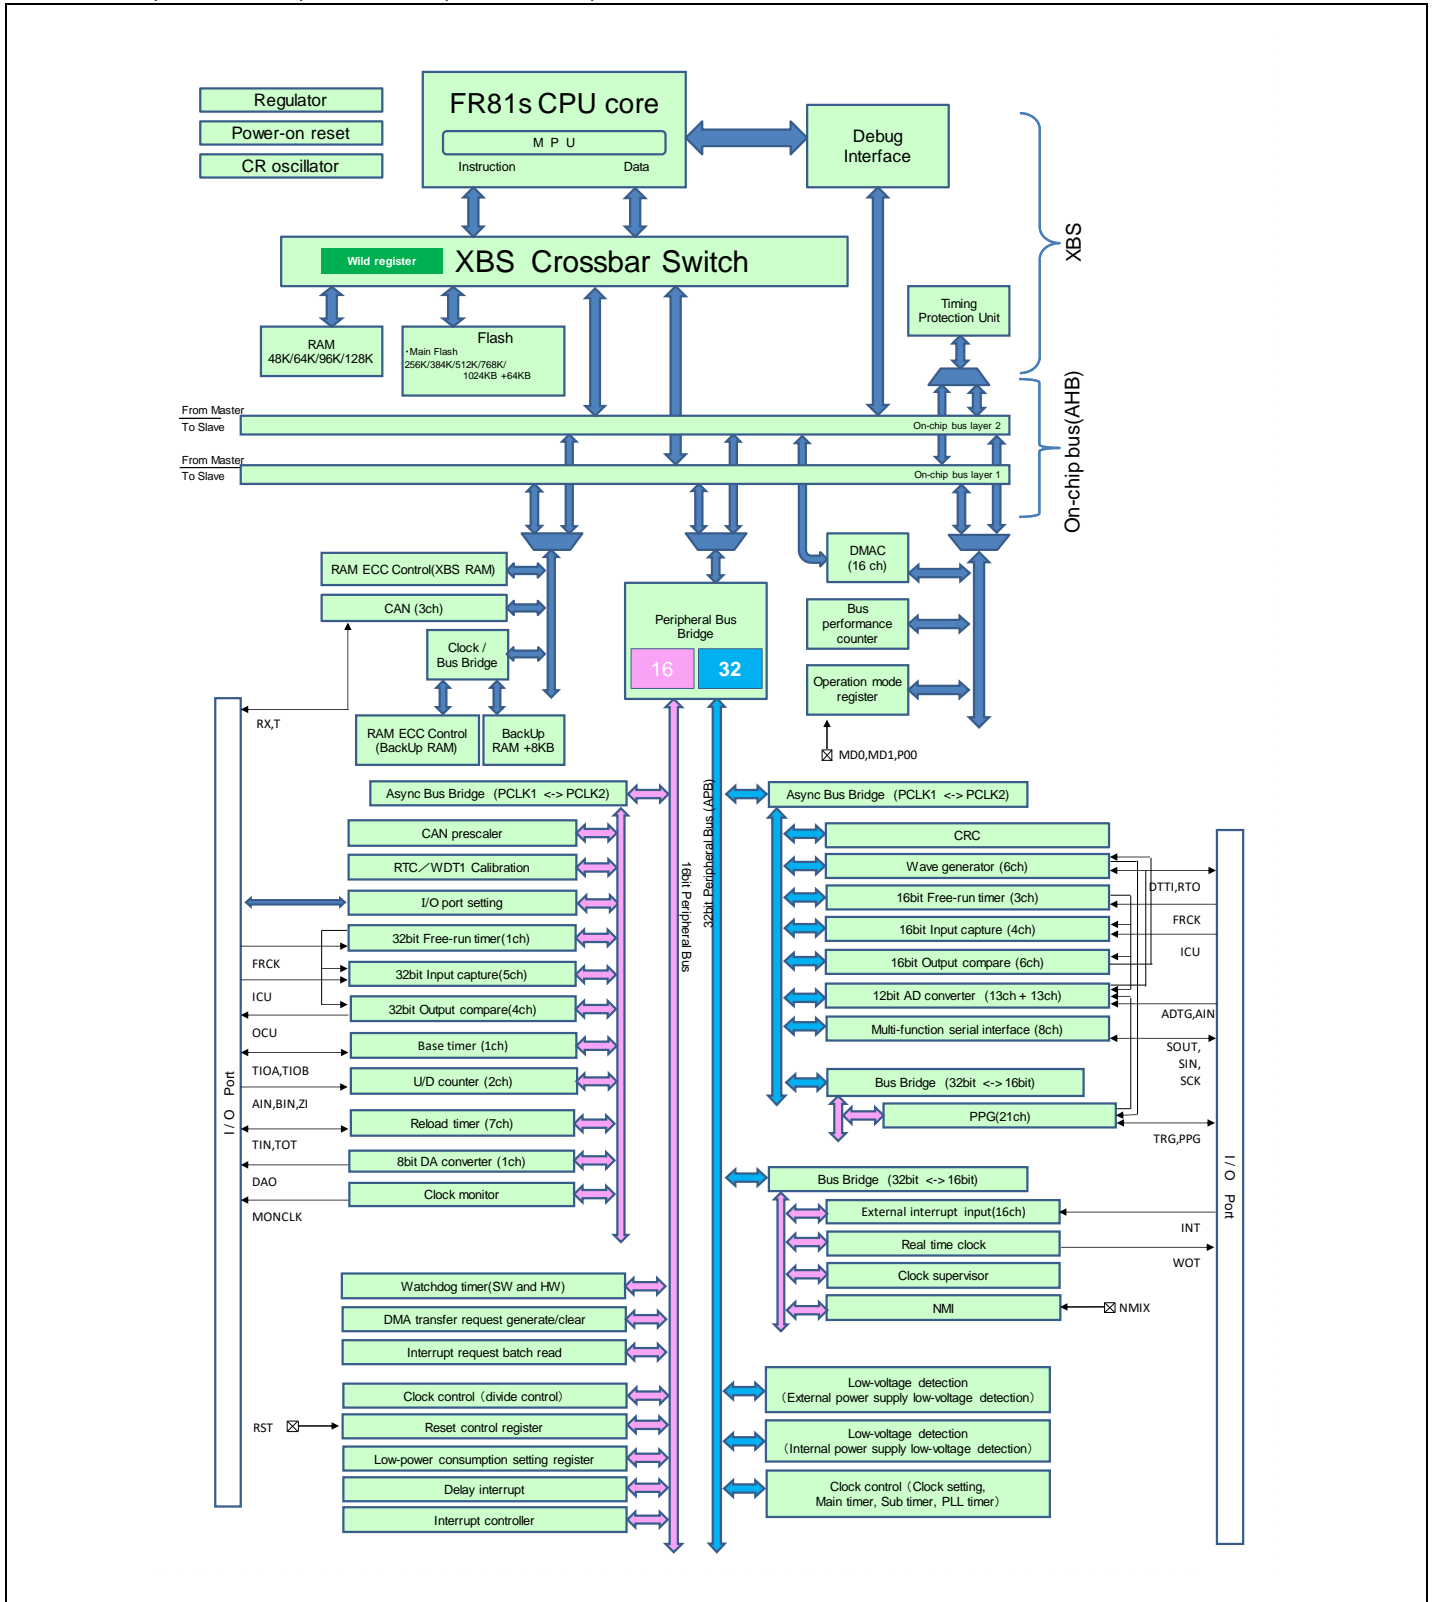 Regulator
Power-on reset
CR oscillator
FR81s CPU core
M P U
Instruction
Data
Debug
Interface
XBS
Wild register
XBS Crossbar Switch
Timing
Protection Unit
RAM
48K/64K/96K/128K
Flash
・Main Flash
256K/384K/512K/768K/
1024KB +64KB
On-chip bus(AHB)
From Master
To Slave
On-chip bus layer 2
From Master
To Slave
On-chip bus layer 1
RAM ECC Control(XBS RAM)
CAN (3ch)
Clock /
Bus Bridge
RAM ECC Control
(BackUp RAM)
BackUp
RAM +8KB
RX,T
Peripheral Bus
Bridge
16
32
DMAC
(16 ch)
Bus
performance
counter
Operation mode
register
MD0,MD1,P00
16bit Peripheral Bus
32bit Peripheral Bus (APB)
I / O Port
Async Bus Bridge (PCLK1 <-> PCLK2)
CAN prescaler
RTC／WDT1 Calibration
I/O port setting
32bit Free-run timer(1ch)
FRCK
32bit Input capture(5ch)
ICU
32bit Output compare(4ch)
OCU
Base timer (1ch)
TIOA,TIOB
U/D counter (2ch)
AIN,BIN,ZI
Reload timer (7ch)
TIN,TOT
8bit DA converter (1ch)
DAO
Clock monitor
MONCLK
Watchdog timer(SW and HW)
DMA transfer request generate/clear
Interrupt request batch read
Clock control（divide control）
RST
Reset control register
Low-power consumption setting register
Delay interrupt
Interrupt controller
Async Bus Bridge (PCLK1 <-> PCLK2)
CRC
Wave generator (6ch)
DTTI,RTO
16bit Free-run timer (3ch)
FRCK
16bit Input capture (4ch)
ICU
16bit Output compare (6ch)
12bit AD converter (13ch + 13ch)
ADTG,AIN
Multi-function serial interface (8ch)
SOUT,
SIN,
SCK
Bus Bridge (32bit <-> 16bit)
PPG(21ch)
TRG,PPG
Bus Bridge (32bit <-> 16bit)
External interrupt input(16ch)
INT
Real time clock
WOT
Clock supervisor
NMI
NMIX
I / O Port
Low-voltage detection
（External power supply low-voltage detection）
Low-voltage detection
（Internal power supply low-voltage detection）
Clock control（Clock setting,
Main timer, Sub timer, PLL timer）